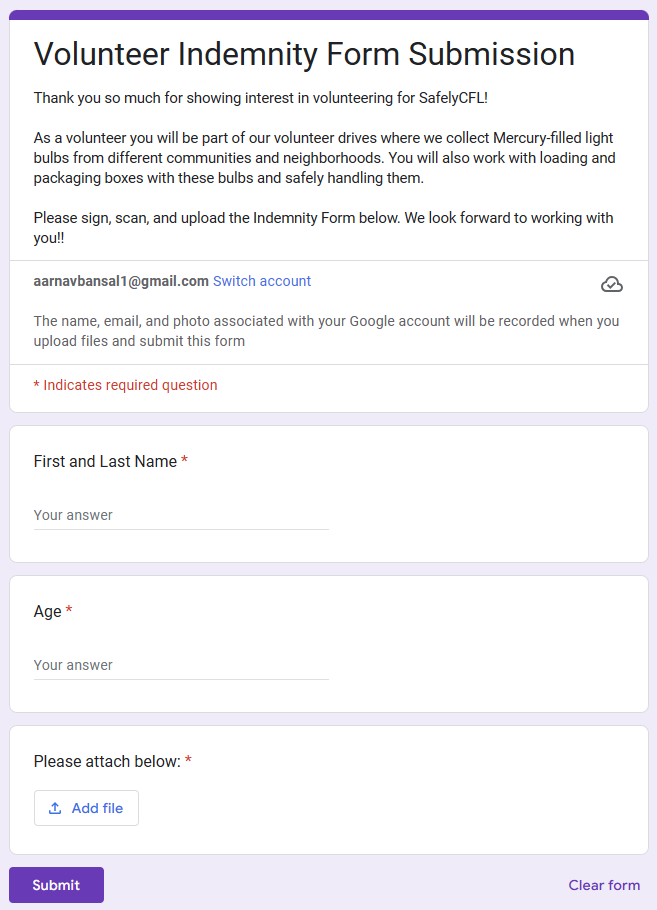 Volunteer Indemnity Form Submission
Thank you so much for showing interest in volunteering for SafelyCFL!
As a volunteer you will be part of our volunteer drives where we collect Mercury-filled light
bulbs from different communities and neighborhoods. You will also work with loading and
packaging boxes with these bulbs and safely handling them.
Please sign, scan, and upload the Indemnity Form below. We look forward to working with
you!!
aarnavbansal1@gmail.com Switch account
The name, email, and photo associated with your Google account will be recorded when you
upload files and submit this form
* Indicates required question
First and Last Name *
Your answer
Age *
Your answer
Please attach below: *
Add file
Submit
Clear form